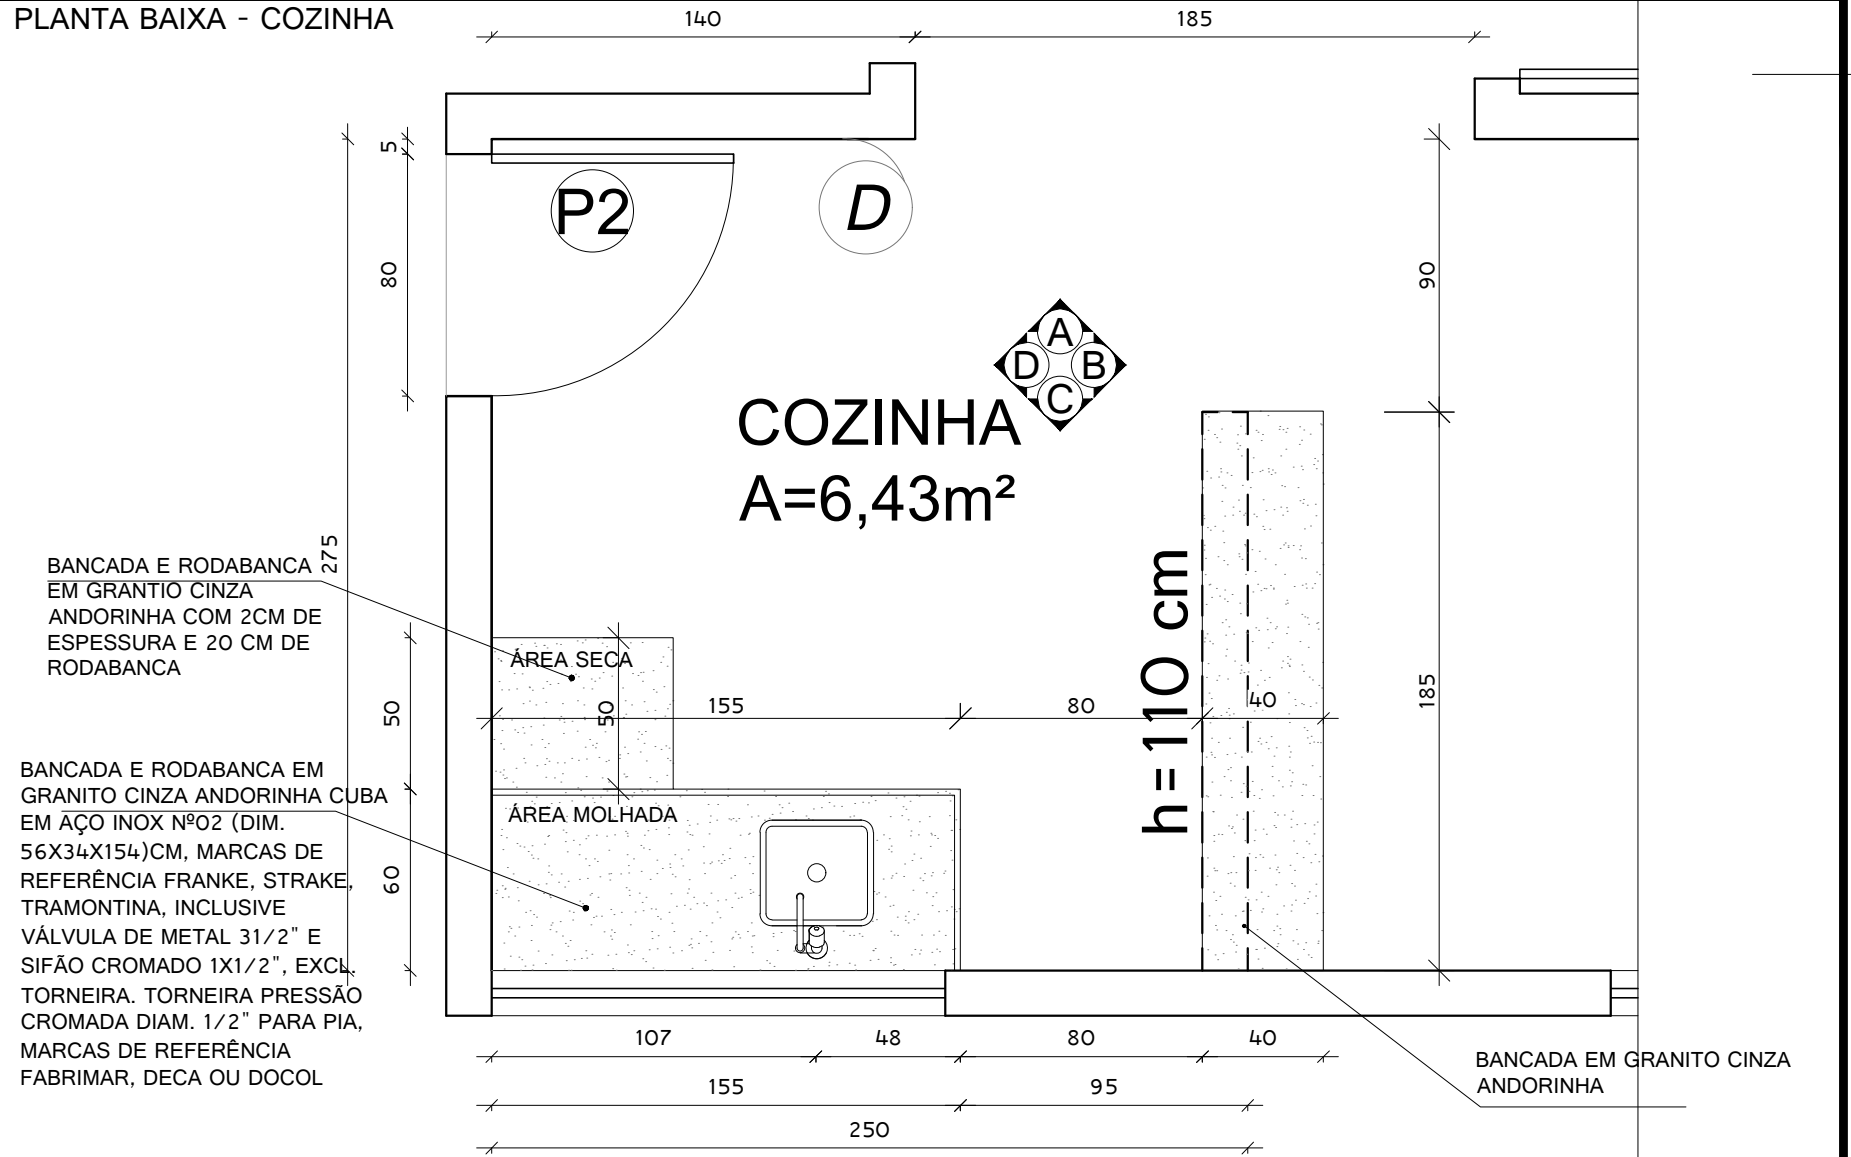 PLANTA BAIXA - COZINHA
140
185
5
80
P2
D
90
A
D
B
C
COZINHA
A=6,43m²
275
BANCADA E RODABANCA
EM GRANTIO CINZA
ANDORINHA COM 2CM DE
ESPESSURA E 20 CM DE
RODABANCA
h=110 cm
ÁREA SECA
50
50
155
80
40
185
BANCADA E RODABANCA EM
GRANITO CINZA ANDORINHA CUBA
EM AÇO INOX Nº02 (DIM.
56X34X154)CM, MARCAS DE
REFERÊNCIA FRANKE, STRAKE,
TRAMONTINA, INCLUSIVE
VÁLVULA DE METAL 31/2" E
SIFÃO CROMADO 1X1/2", EXCL.
TORNEIRA. TORNEIRA PRESSÃO
CROMADA DIAM. 1/2" PARA PIA,
MARCAS DE REFERÊNCIA
FABRIMAR, DECA OU DOCOL
ÁREA MOLHADA
60
107
48
80
40
155
95
250
BANCADA EM GRANITO CINZA
ANDORINHA